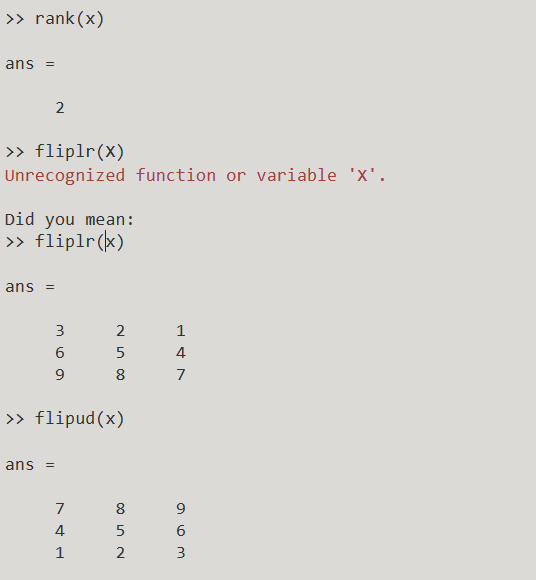 >> rank(x)
ans =
2
>> fliplr(X)
Unrecognized function or variable 'X'.
Did you mean:
>> fliplr(x)
ans =
3 2 1
6 5 4
9 8 7
>> flipud(x)
ans =
7 8 9
4 5 6
1 2 3